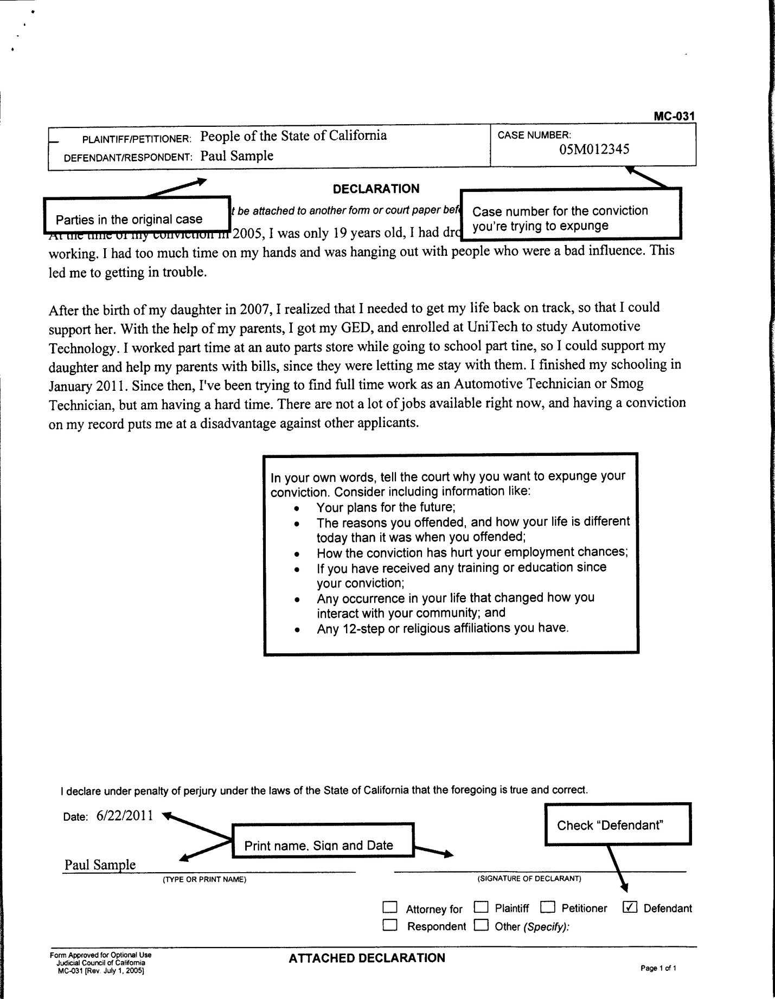 MC-031
PLAINTIFF/PETITIONER: People of the State of California
DEFENDANT/RESPONDENT: Paul Sample
CASE NUMBER:
05M012345
DECLARATION
Parties in the original case
t be attached to another form or court paper bef
Case number for the conviction
you're trying to expunge
At the time of my conviction in 2005, I was only 19 years old, I had dro
working. I had too much time on my hands and was hanging out with people who were a bad influence. This
led me to getting in trouble.
After the birth of my daughter in 2007, I realized that I needed to get my life back on track, so that I could
support her. With the help of my parents, I got my GED, and enrolled at UniTech to study Automotive
Technology. I worked part time at an auto parts store while going to school part tine, so I could support my
daughter and help my parents with bills, since they were letting me stay with them. I finished my schooling in
January 2011. Since then, I've been trying to find full time work as an Automotive Technician or Smog
Technician, but am having a hard time. There are not a lot of jobs available right now, and having a conviction
on my record puts me at a disadvantage against other applicants.
In your own words, tell the court why you want to expunge your
conviction. Consider including information like:
• Your plans for the future;
• The reasons you offended, and how your life is different
today than it was when you offended;
• How the conviction has hurt your employment chances;
• If you have received any training or education since
your conviction;
• Any occurrence in your life that changed how you
interact with your community; and
• Any 12-step or religious affiliations you have.
I declare under penalty of perjury under the laws of the State of California that the foregoing is true and correct.
Date: 6/22/2011
Print name, Sign and Date
Check “Defendant”
Paul Sample
(TYPE OR PRINT NAME)
(SIGNATURE OF DECLARANT)
Attorney for Plaintiff Petitioner ✓ Defendant
Respondent Other (Specify):
Form Approved for Optional Use
Judicial Council of California
MC-031 [Rev. July 1, 2005]
ATTACHED DECLARATION
Page 1 of 1